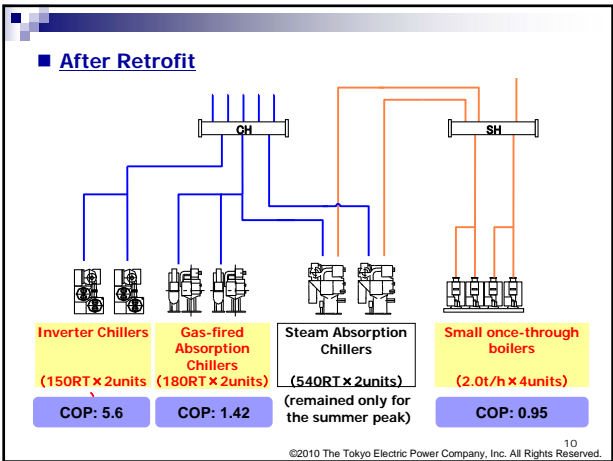 After Retrofit
CH
SH
Inverter Chillers
(150RT×2units
)
COP: 5.6
Gas-fired
Absorption
Chillers
(180RT×2units)
COP: 1.42
Steam Absorption
Chillers
(540RT×2units)
(remained only for
the summer peak)
Small once-through
boilers
(2.0t/h×4units)
COP: 0.95
10
©2010 The Tokyo Electric Power Company, Inc. All Rights Reserved.